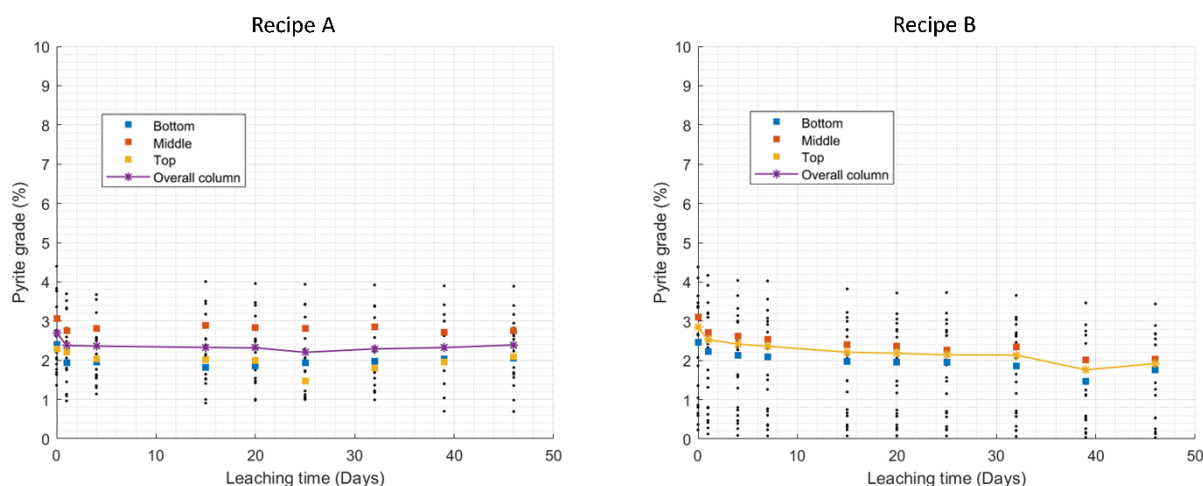 Recipe A
10
9
8
7
6
5
4
3
2
1
0
Pyrite grade (%)
Bottom
Middle
Top
Overall column
0 10 20 30 40 50
Leaching time (Days)
Recipe B
10
9
8
7
6
5
4
3
2
1
0
Pyrite grade (%)
Bottom
Middle
Top
Overall column
0 10 20 30 40 50
Leaching time (Days)